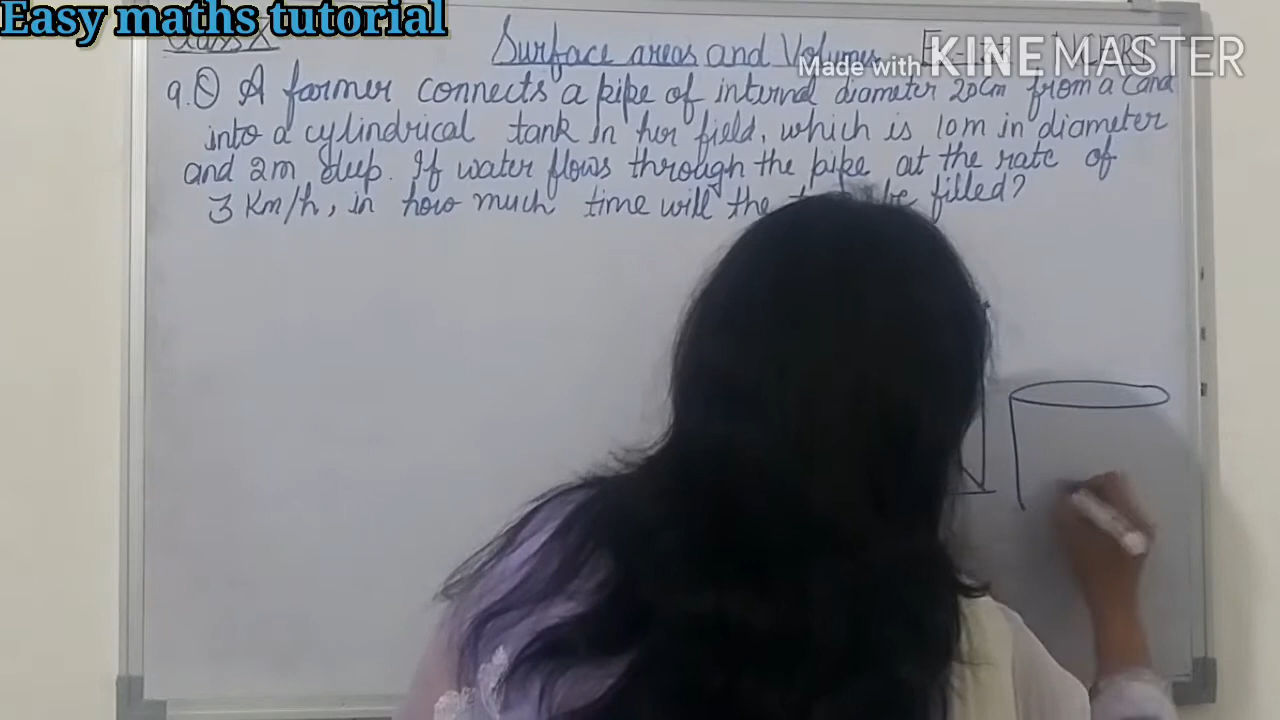 Easy maths tutorial
Class X
Surface areas and Volumes
Made with KINEMASTER
9. Q A farmer connects a pipe of internal diameter 20cm from a canal
into a cylindrical tank in her field, which is 10m in diameter
and 2m deep. If water flows through the pipe at the rate of
3 Km/h, in how much time will the be filled?